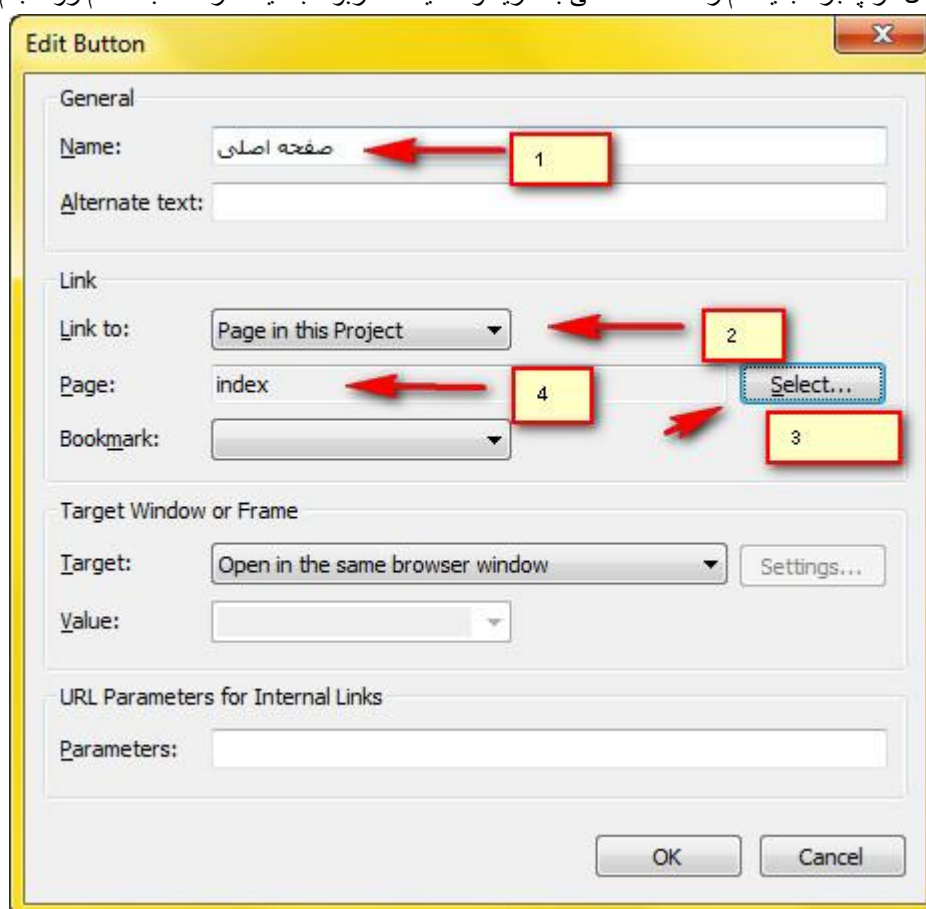 Edit Button
General
Name: صفحه اصلی 1
Alternate text:
Link
Link to: Page in this Project 2
Page: index 4 Select...
Bookmark: 3
Target Window or Frame
Target: Open in the same browser window Settings...
Value:
URL Parameters for Internal Links
Parameters:
OK Cancel